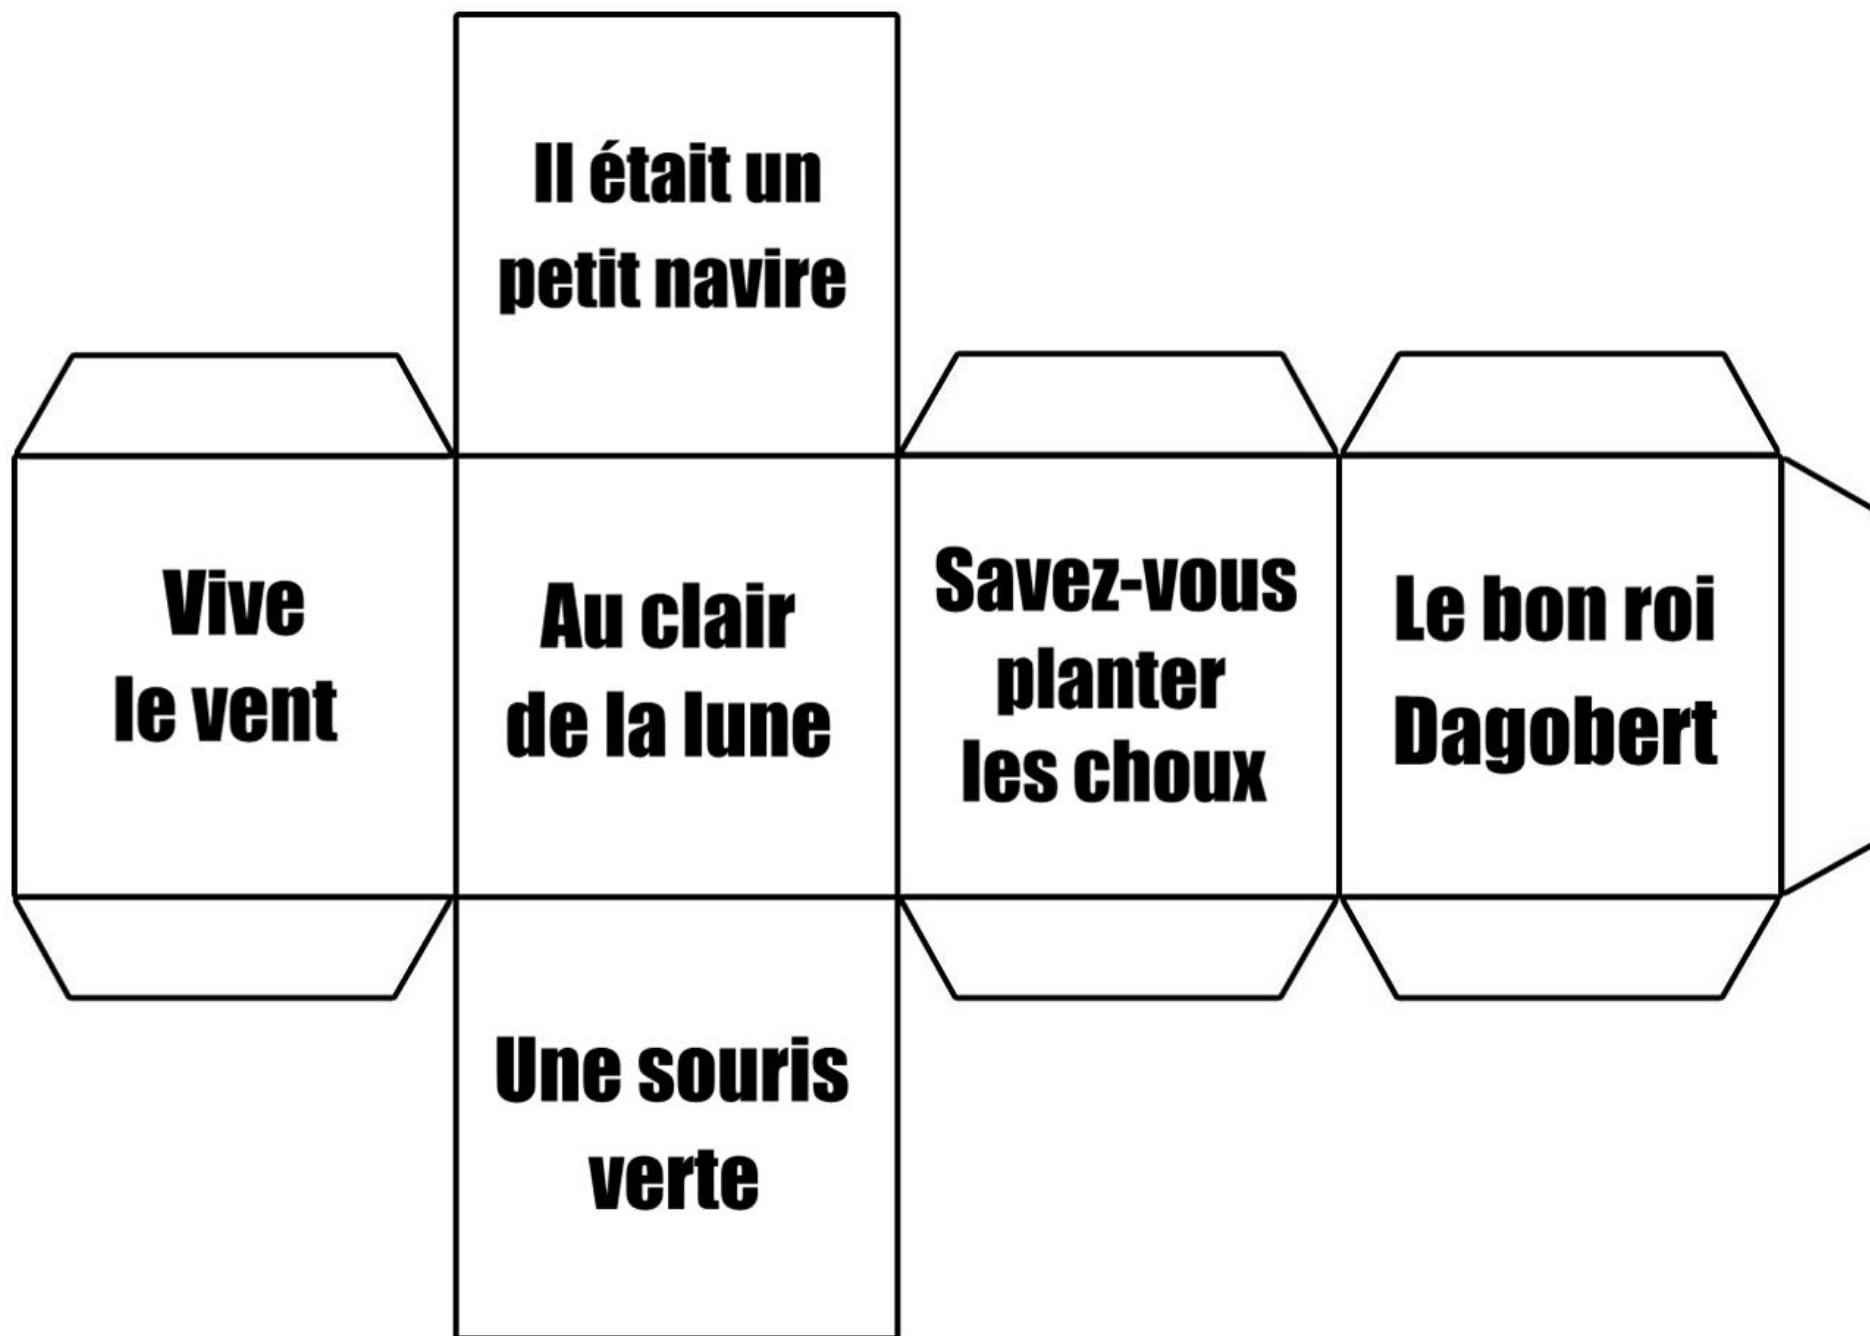 Il était un
petit navire
Vive
le vent
Au clair
de la lune
Savez-vous
planter
les choux
Le bon roi
Dagobert
Une souris
verte